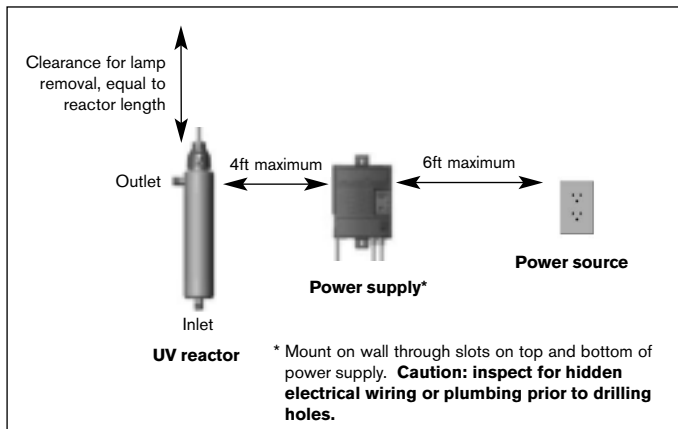 Clearance for lamp
removal, equal to
reactor length
4ft maximum
6ft maximum
Outlet
Power source
Power supply*
Inlet
UV reactor
* Mount on wall through slots on top and bottom of
power supply. Caution: inspect for hidden
electrical wiring or plumbing prior to drilling
holes.